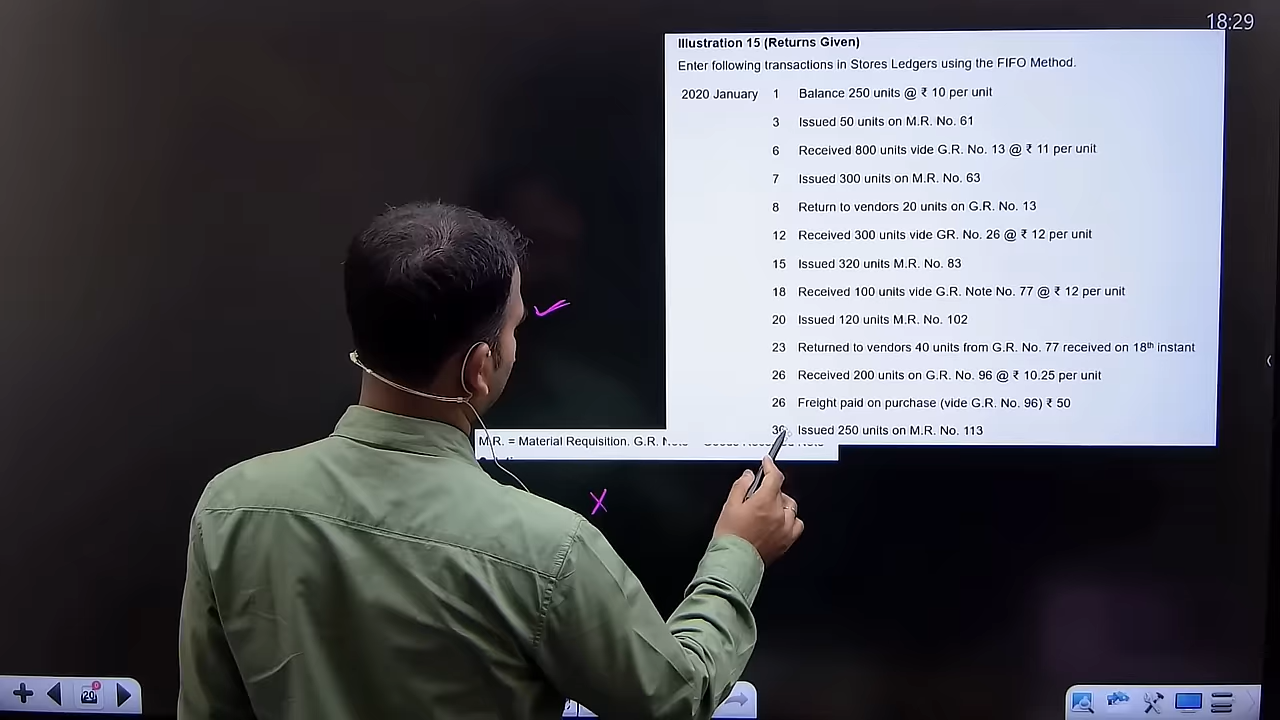 18:29
Illustration 15 (Returns Given)
Enter following transactions in Stores Ledgers using the FIFO Method.
2020 January 1 Balance 250 units @ ₹ 10 per unit
3 Issued 50 units on M.R. No. 61
6 Received 800 units vide G.R. No. 13 @ ₹ 11 per unit
7 Issued 300 units on M.R. No. 63
8 Return to vendors 20 units on G.R. No. 13
12 Received 300 units vide GR. No. 26 @ ₹ 12 per unit
15 Issued 320 units M.R. No. 83
18 Received 100 units vide G.R. Note No. 77 @ ₹ 12 per unit
20 Issued 120 units M.R. No. 102
23 Returned to vendors 40 units from G.R. No. 77 received on 18th instant
26 Received 200 units on G.R. No. 96 @ ₹ 10.25 per unit
26 Freight paid on purchase (vide G.R. No. 96) ₹ 50
Issued 250 units on M.R. No. 113
M.R. = Material Requisition. G.R.
20